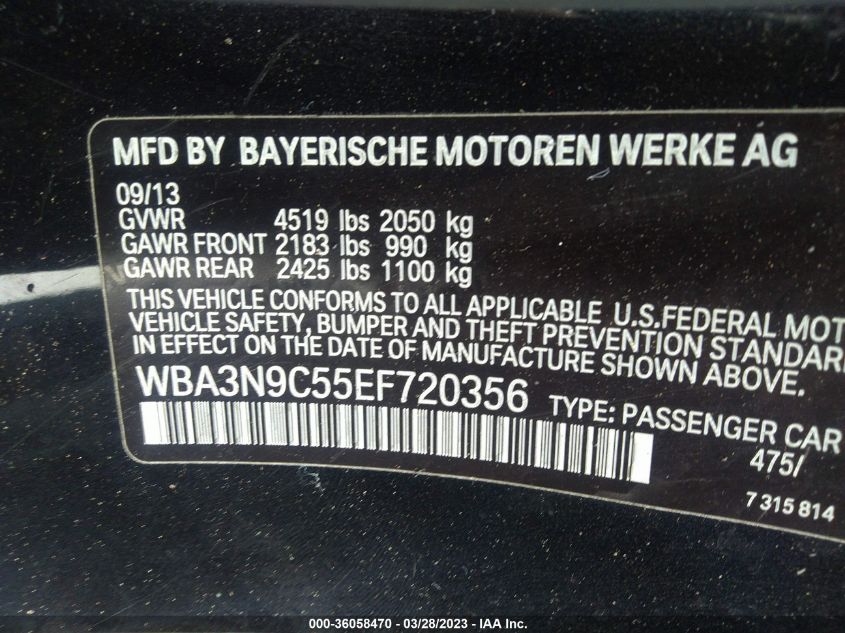 MFD BY BAYERISCHE MOTOREN WERKE AG
09/13
GVWR 4519 lbs 2050 kg
GAWR FRONT 2183 lbs 990 kg
GAWR REAR 2425 lbs 1100 kg
THIS VEHICLE CONFORMS TO ALL APPLICABLE U.S.FEDERAL MOT
VEHICLE SAFETY, BUMPER AND THEFT PREVENTION STANDAR
IN EFFECT ON THE DATE OF MANUFACTURE SHOWN ABOVE.
WBA3N9C55EF720356 TYPE: PASSENGER CAR
475/
7 315 814
000-36058470 / 03/28/2023 - IAA Inc.